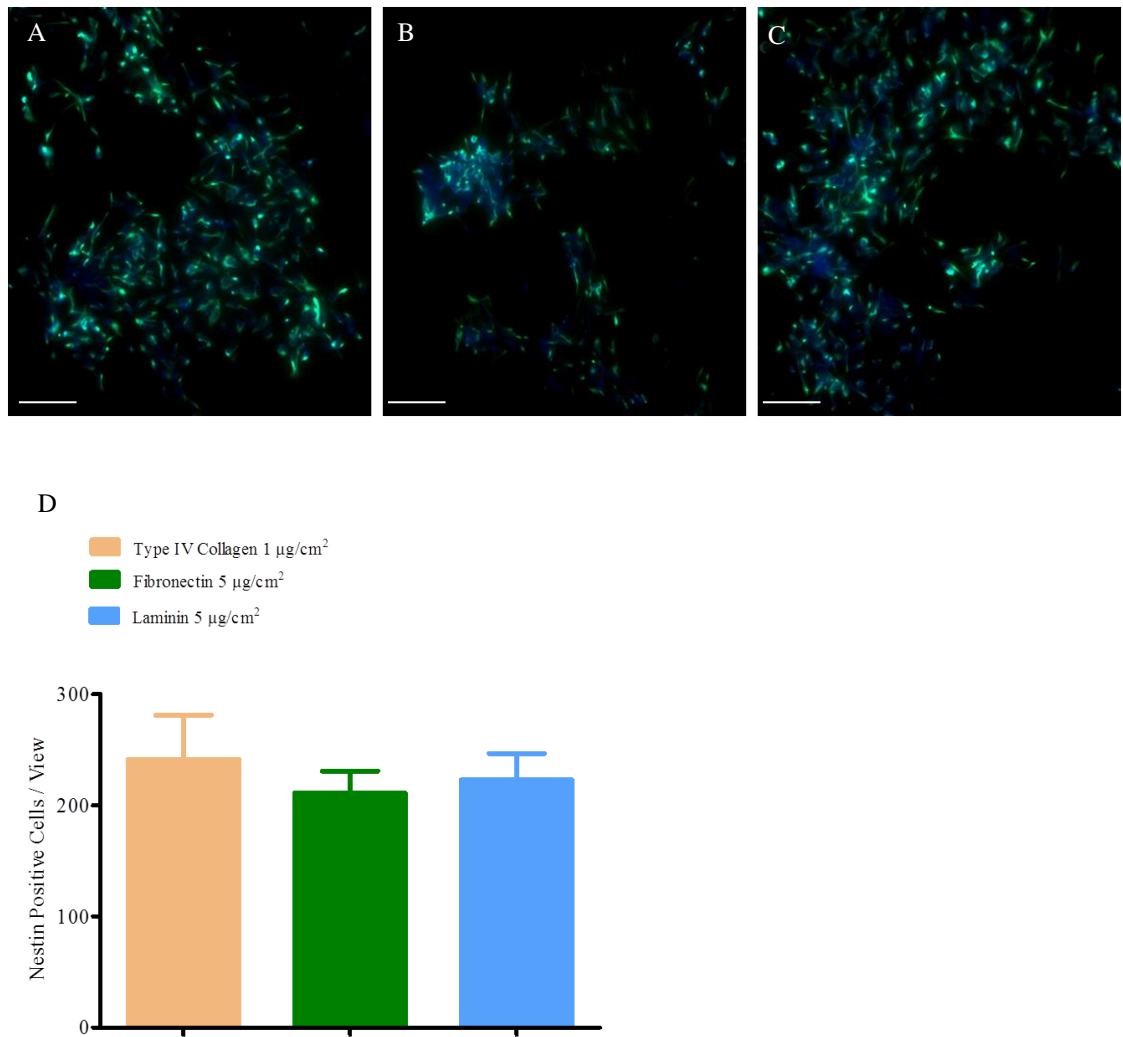 A
B
C
D
Type IV Collagen 1 µg/cm²
Fibronectin 5 µg/cm²
Laminin 5 µg/cm²
Nestin Positive Cells / View
300
200
100
0